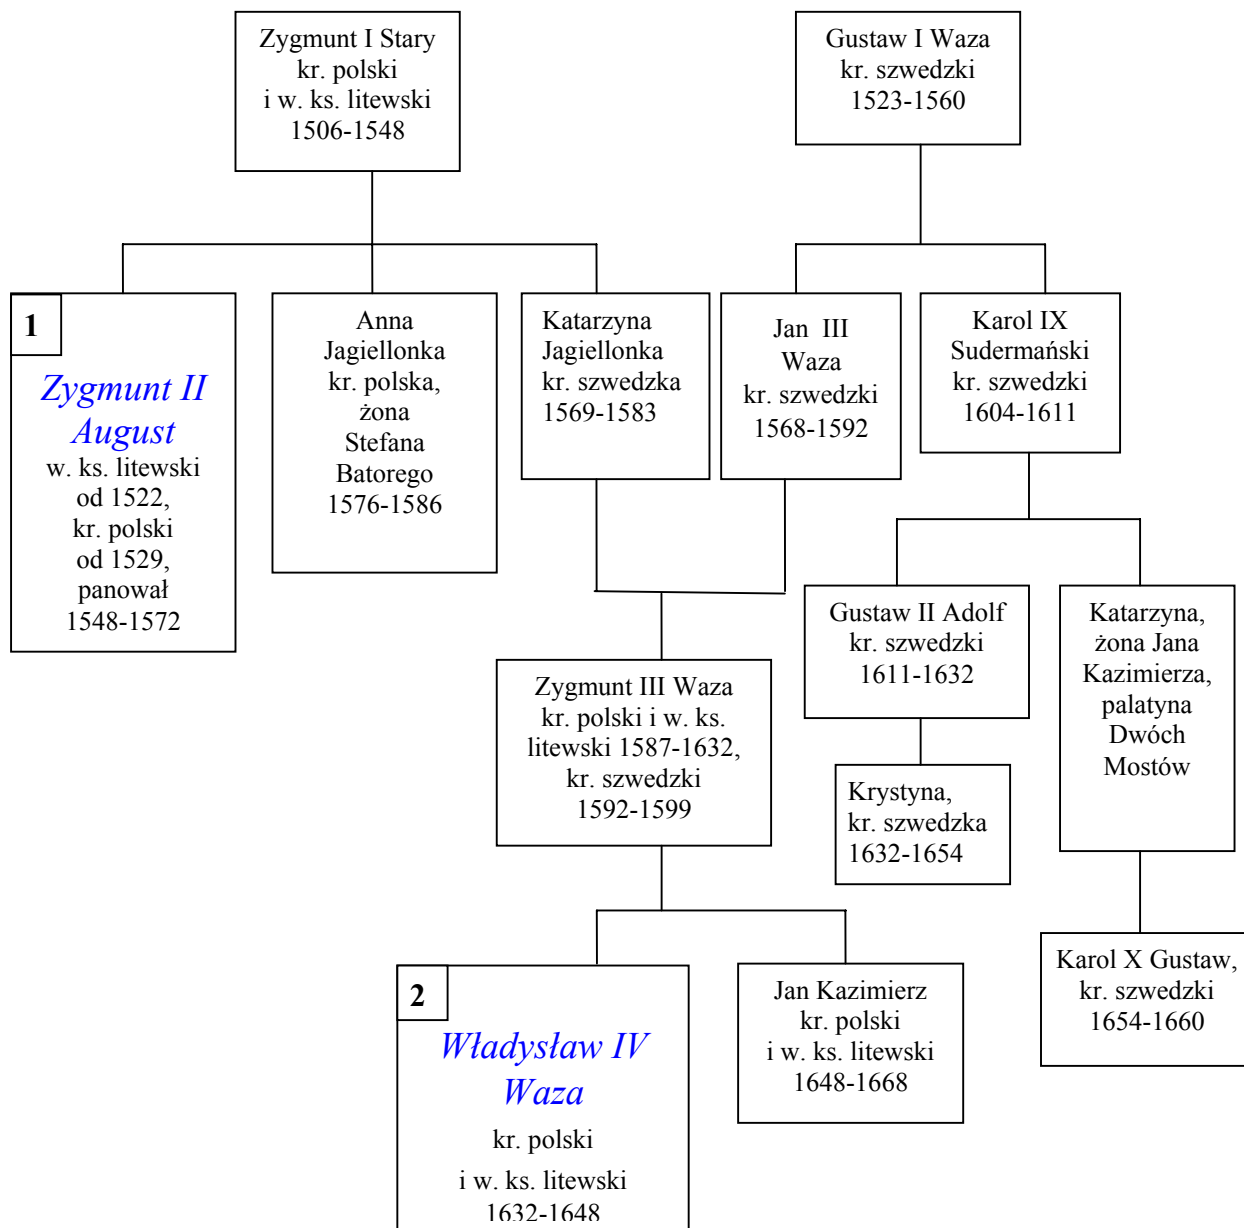 Zygmunt I Stary
kr. polski
i w. ks. litewski
1506-1548
Gustaw I Waza
kr. szwedzki
1523-1560
1
Zygmunt II
August
w. ks. litewski
od 1522,
kr. polski
od 1529,
panował
1548-1572
Anna
Jagiellonka
kr. polska,
żona
Stefana
Batorego
1576-1586
Katarzyna
Jagiellonka
kr. szwedzka
1569-1583
Jan III
Waza
kr. szwedzki
1568-1592
Karol IX
Sudermański
kr. szwedzki
1604-1611
Gustaw II Adolf
kr. szwedzki
1611-1632
Katarzyna,
żona Jana
Kazimierza,
palatyna
Dwóch
Mostów
Zygmunt III Waza
kr. polski i w. ks.
litewski 1587-1632,
kr. szwedzki
1592-1599
Krystyna,
kr. szwedzka
1632-1654
2
Władysław IV
Waza
kr. polski
i w. ks. litewski
1632-1648
Jan Kazimierz
kr. polski
i w. ks. litewski
1648-1668
Karol X Gustaw,
kr. szwedzki
1654-1660